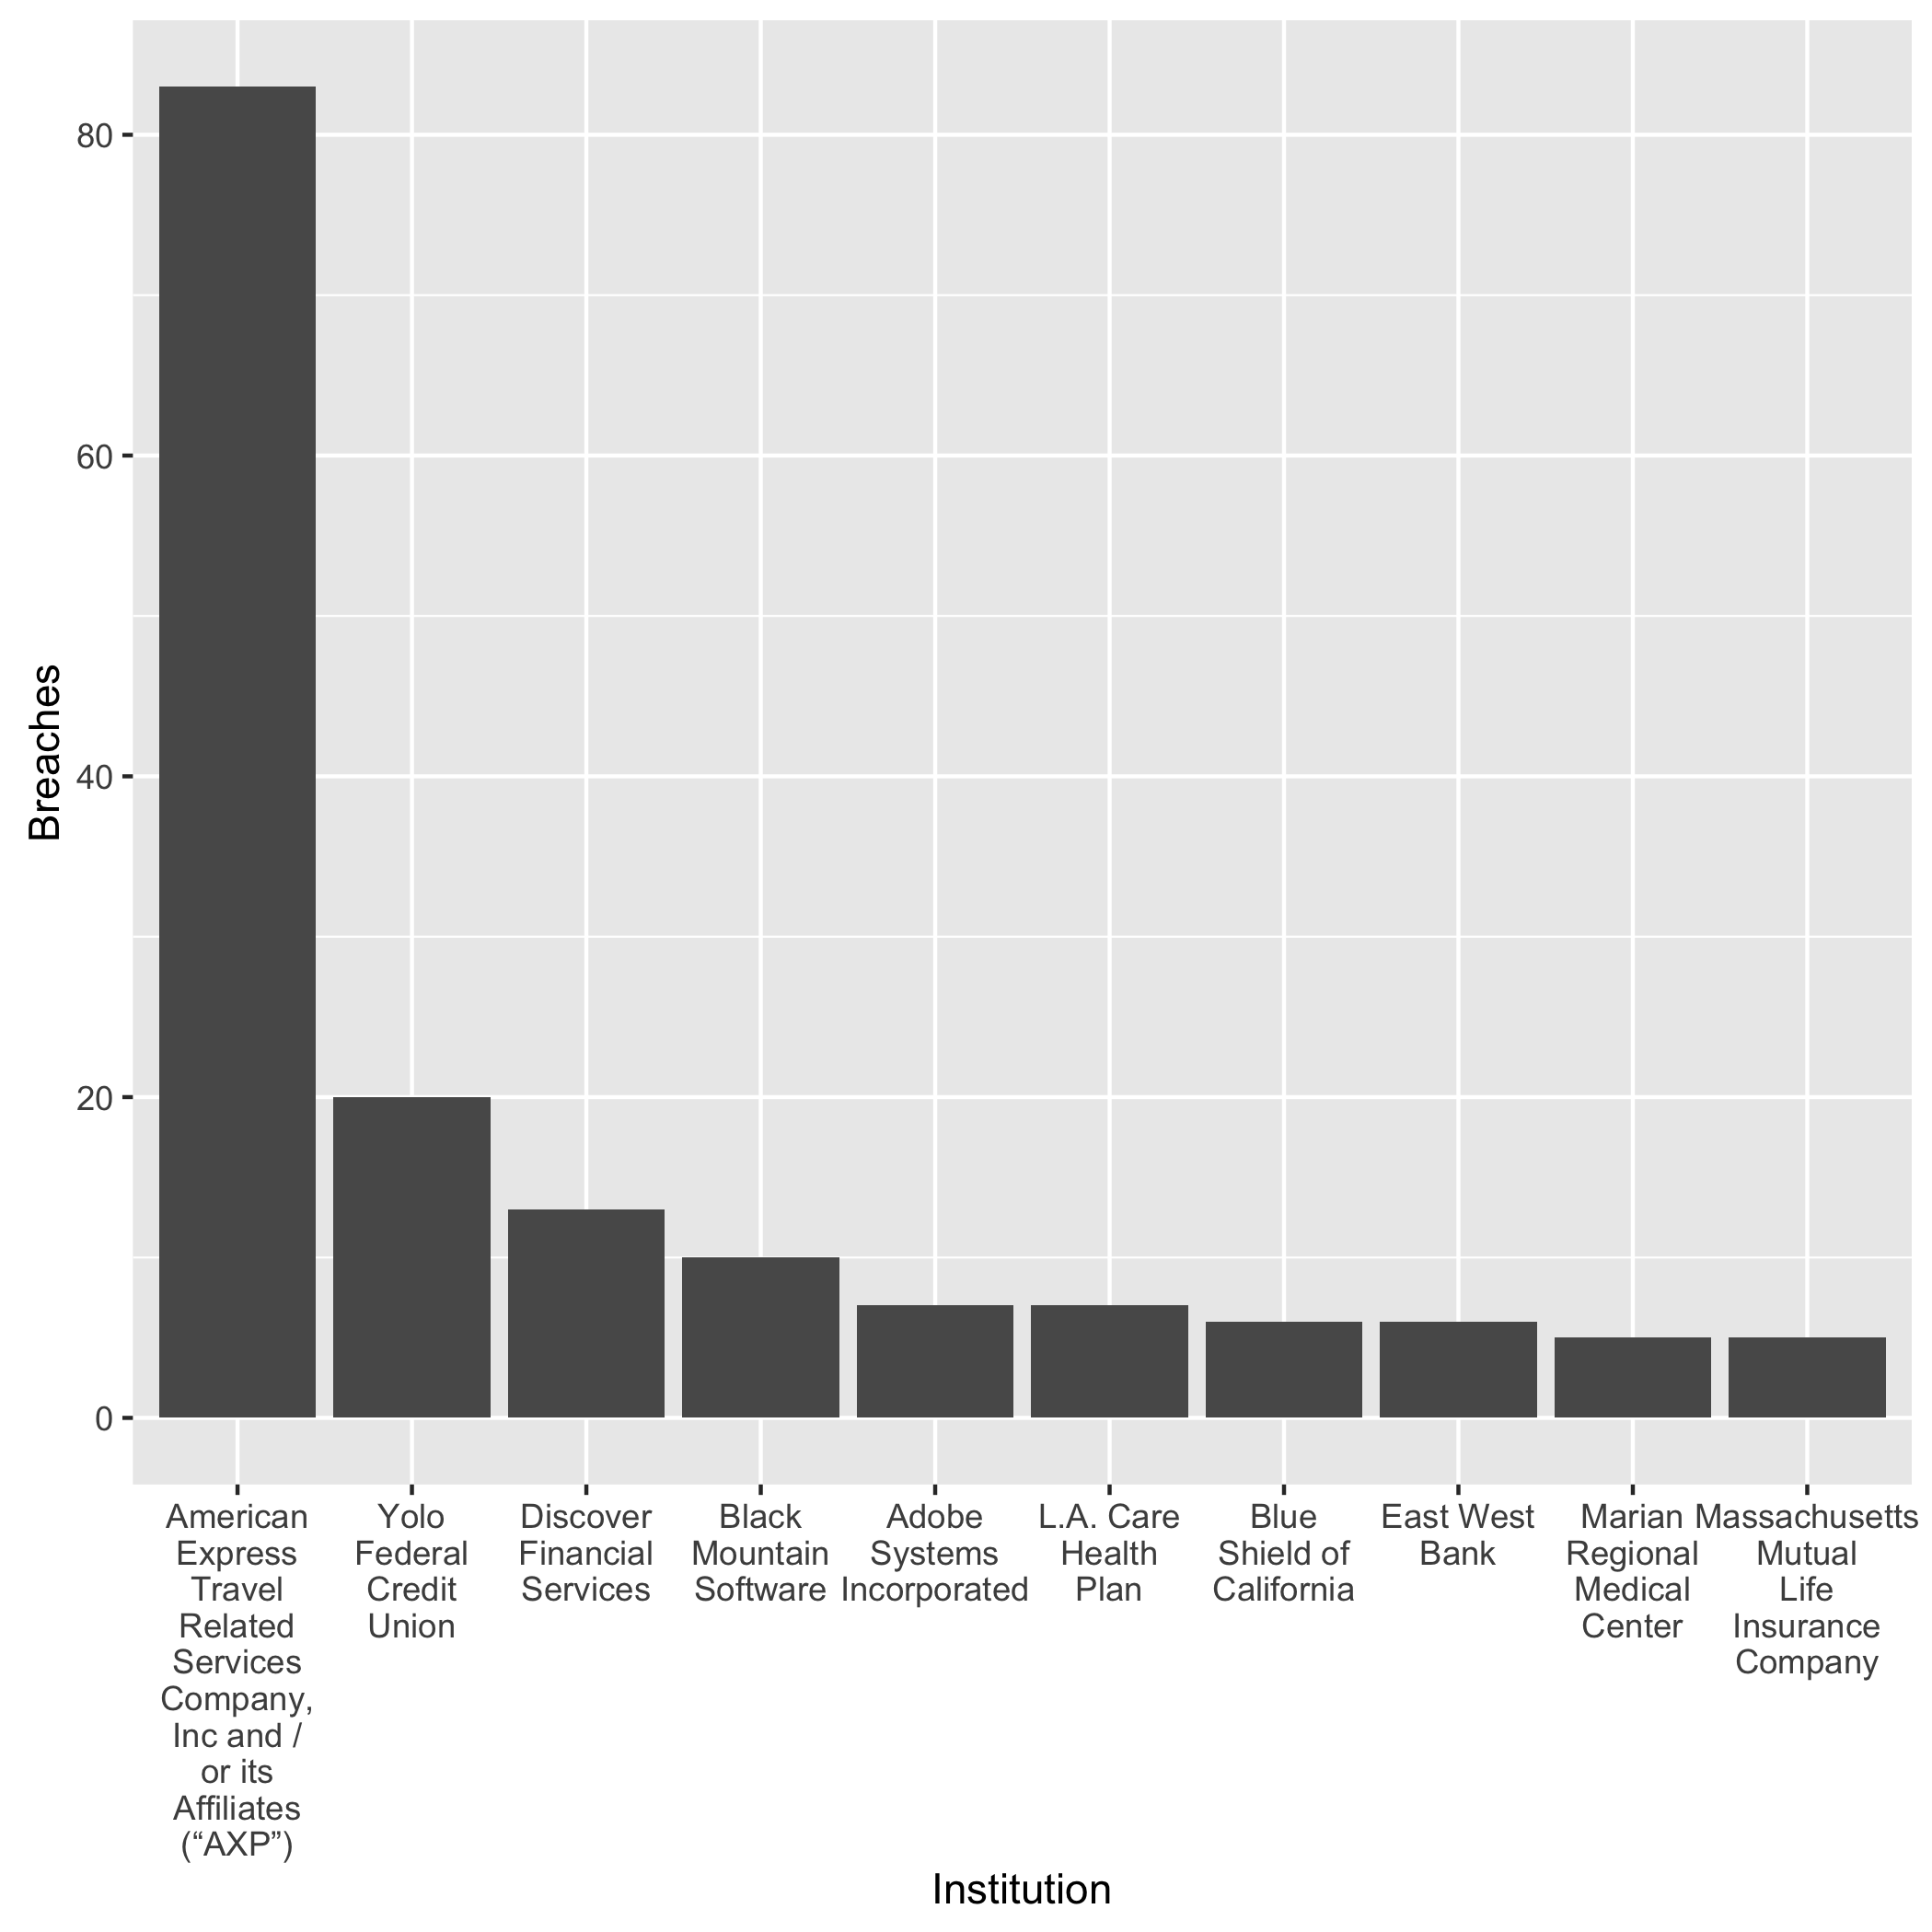 Breaches
80
60
40
20
0
American
Express
Travel
Related
Services
Company,
Inc and /
or its
Affiliates
(“AXP”)
Yolo
Federal
Credit
Union
Discover
Financial
Services
Black
Mountain
Software
Adobe
Systems
Incorporated
L.A. Care
Health
Plan
Blue
Shield of
California
East West
Bank
Marian
Regional
Medical
Center
Massachusetts
Mutual
Life
Insurance
Company
Institution